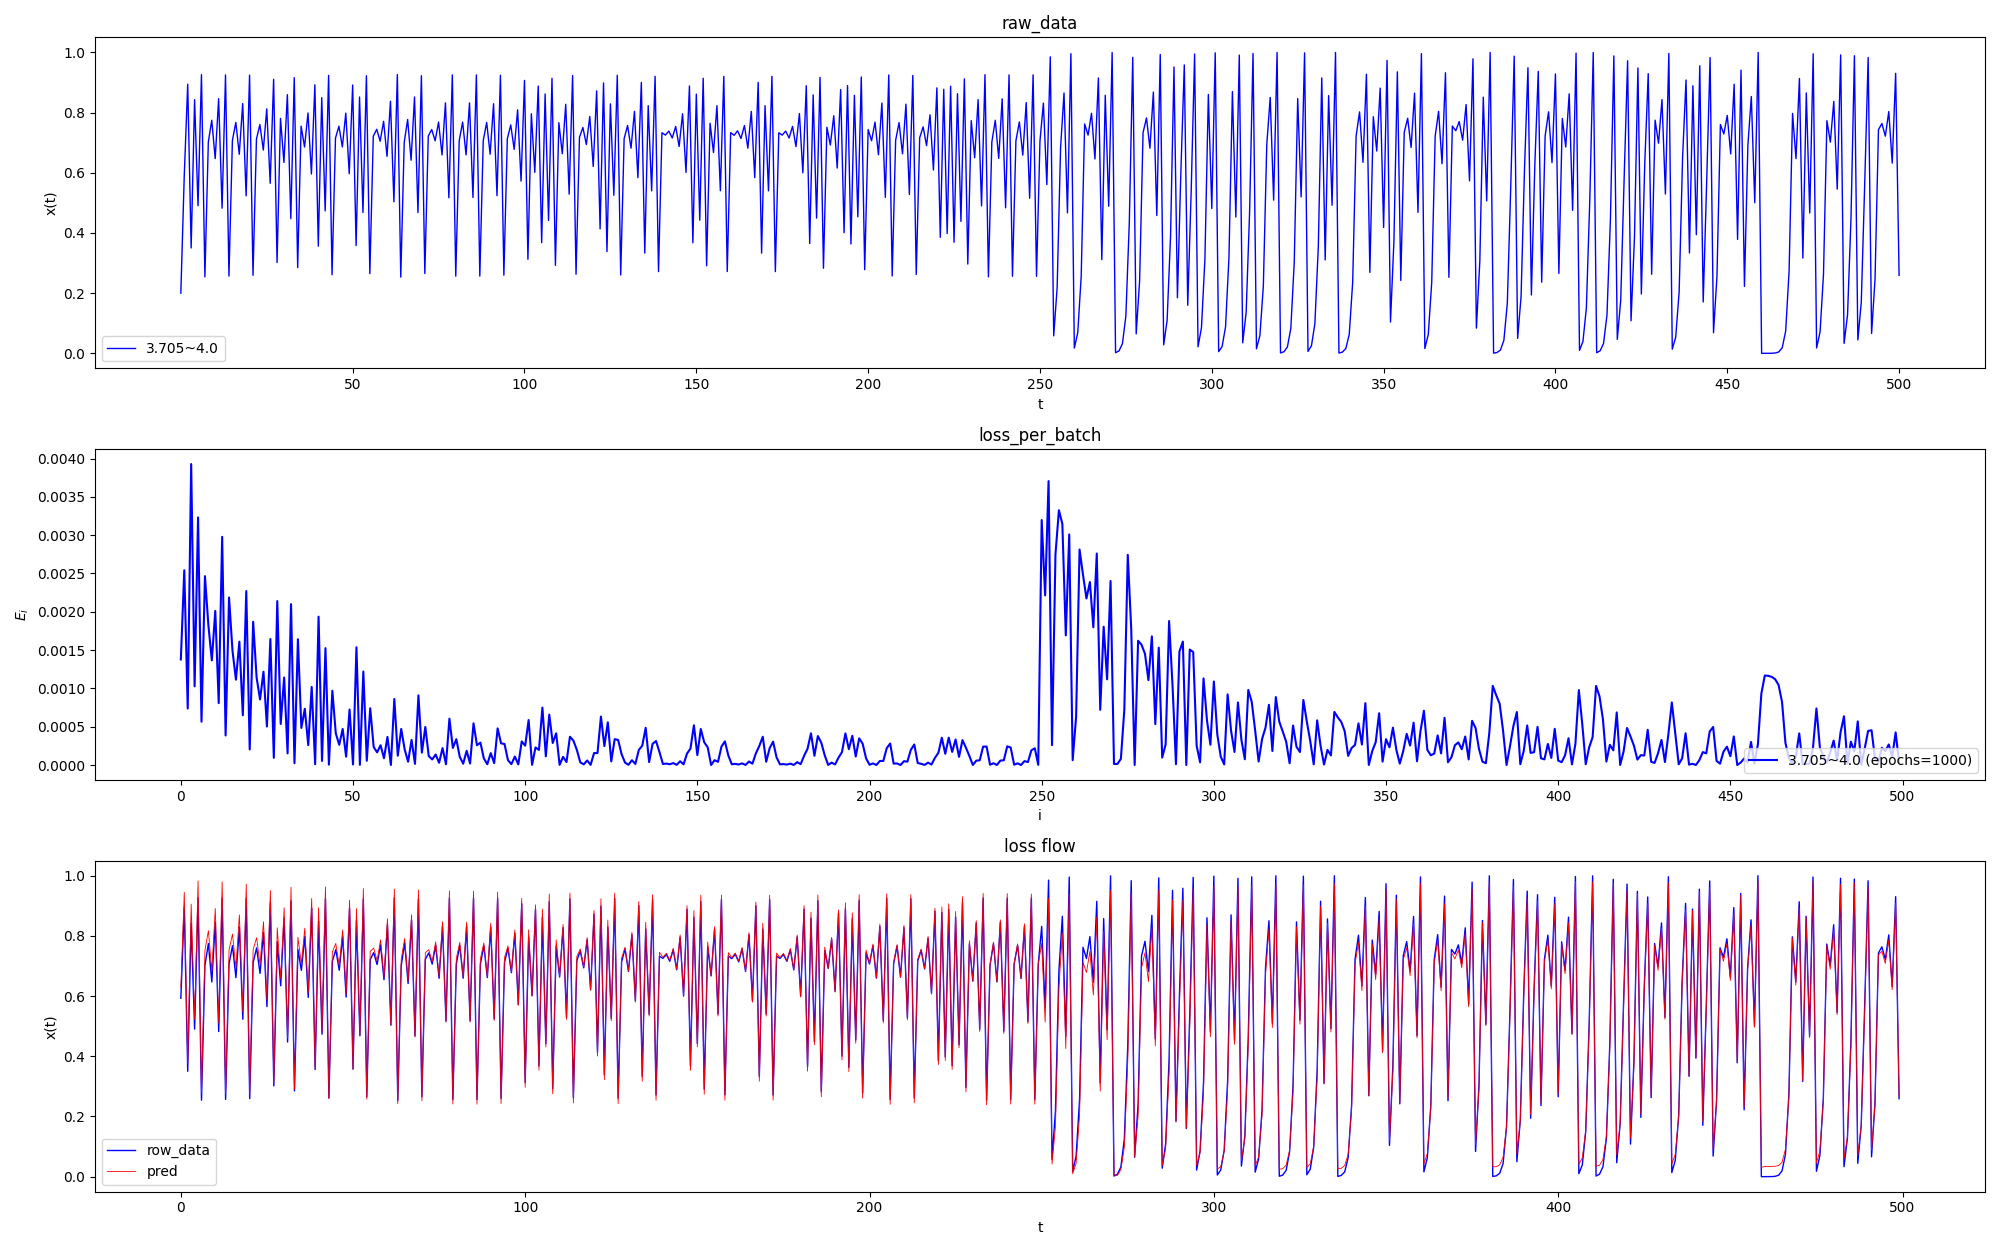 raw_data
1.0
0.8
0.6
0.4
0.2
0.0
x(t)
3.705~4.0
50 100 150 200 250 300 350 400 450 500
t
loss_per_batch
0.0040
0.0035
0.0030
0.0025
0.0020
0.0015
0.0010
0.0005
0.0000
E_i
3.705~4.0 (epochs=1000)
0 50 100 150 200 250 300 350 400 450 500
i
loss flow
1.0
0.8
0.6
0.4
0.2
0.0
x(t)
row_data
pred
0 100 200 300 400 500
t